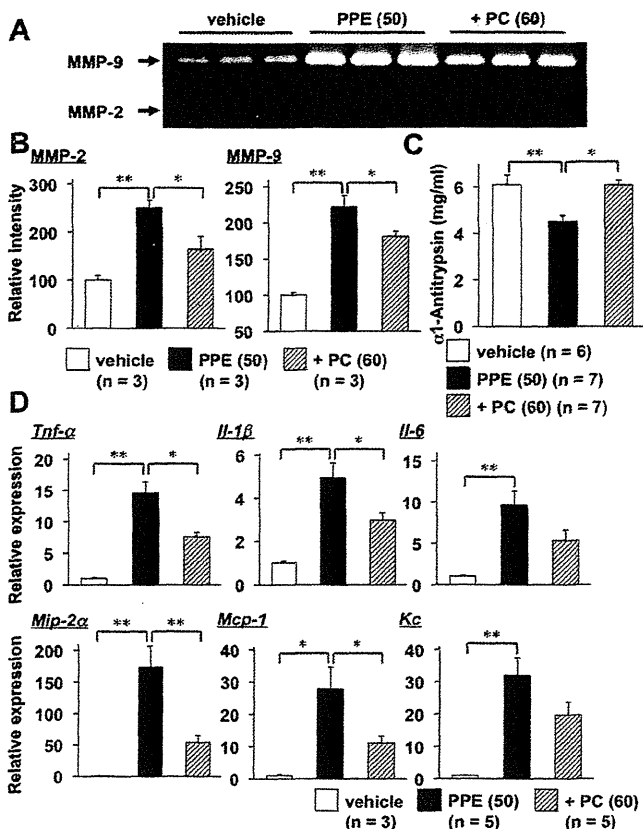 A
vehicle PPE (50) + PC (60)
MMP-9
MMP-2
B
MMP-2
Relative intensity
300
200
100
0
** *
MMP-9
250
200
150
100
50
** *
vehicle (n = 3) PPE (50) (n = 3) + PC (60) (n = 3)
C
α1-Antitrypsin (mg/ml)
6
4
2
0
** *
vehicle (n = 6)
PPE (50) (n = 7)
+ PC (60) (n = 7)
D
Tnf-α
Relative expression
20
15
10
5
0
** *
Il-1β
6
4
2
0
** *
Il-6
15
10
5
0
**
Mip-2α
Relative expression
200
150
100
50
0
** **
Mcp-1
40
30
20
10
0
* *
Kc
40
30
20
10
0
**
vehicle (n = 3) PPE (50) (n = 5) + PC (60) (n = 5)